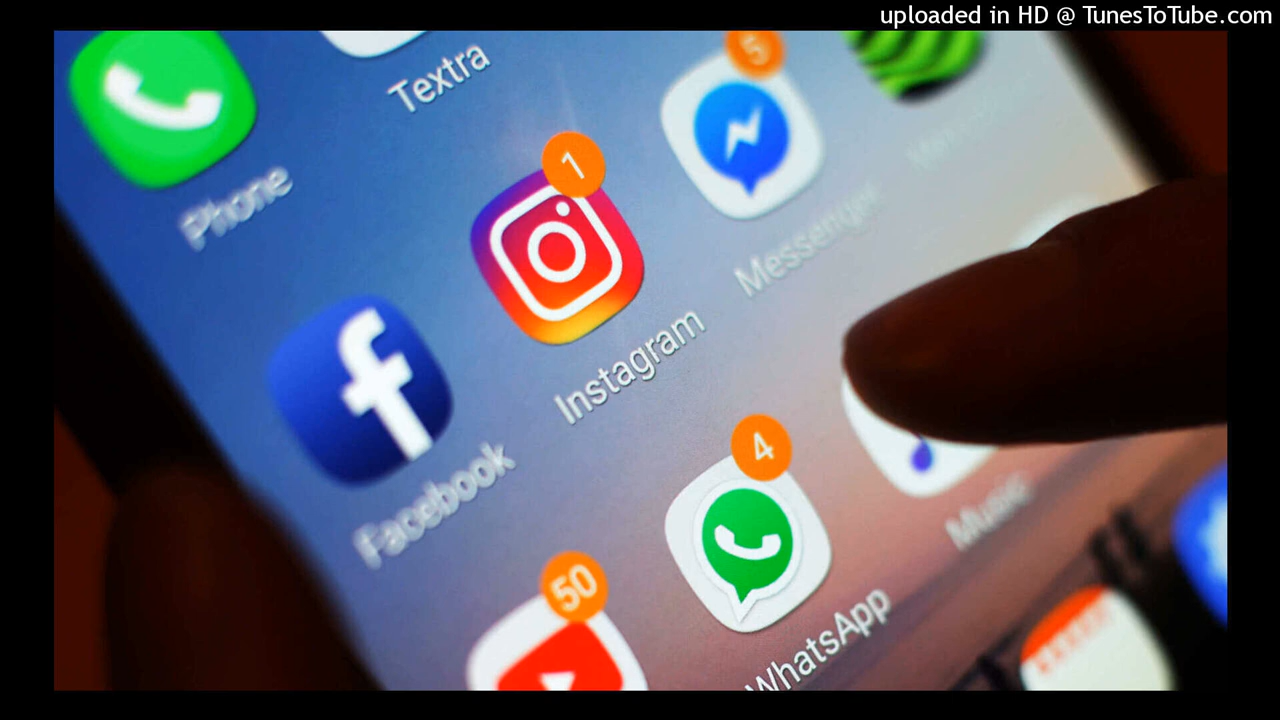 uploaded in HD @ TunesToTube.com
Textra
5
Phone
1
Messenger
Instagram
Facebook
4
Music
50
WhatsApp